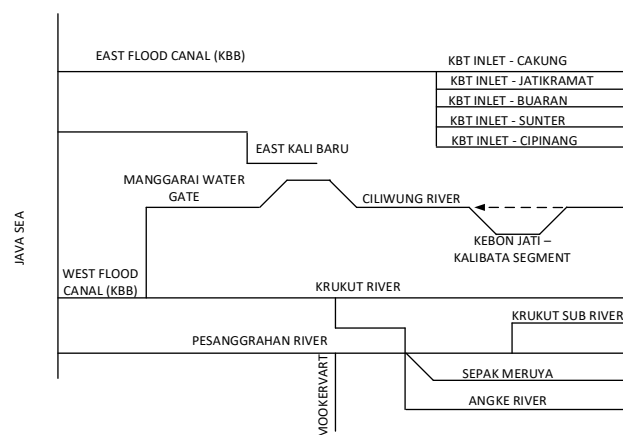 EAST FLOOD CANAL (KBB)
KBT INLET - CAKUNG
KBT INLET - JATIKRAMAT
KBT INLET - BUARAN
KBT INLET - SUNTER
KBT INLET - CIPINANG
EAST KALI BARU
MANGGARAI WATER
GATE
CILIWUNG RIVER
KEBON JATI –
KALIBATA SEGMENT
JAVA SEA
WEST FLOOD
CANAL (KBB)
KRUKUT RIVER
KRUKUT SUB RIVER
PESANGGRAHAN RIVER
SEPAK MERUYA
ANGKE RIVER
MOOKERVART